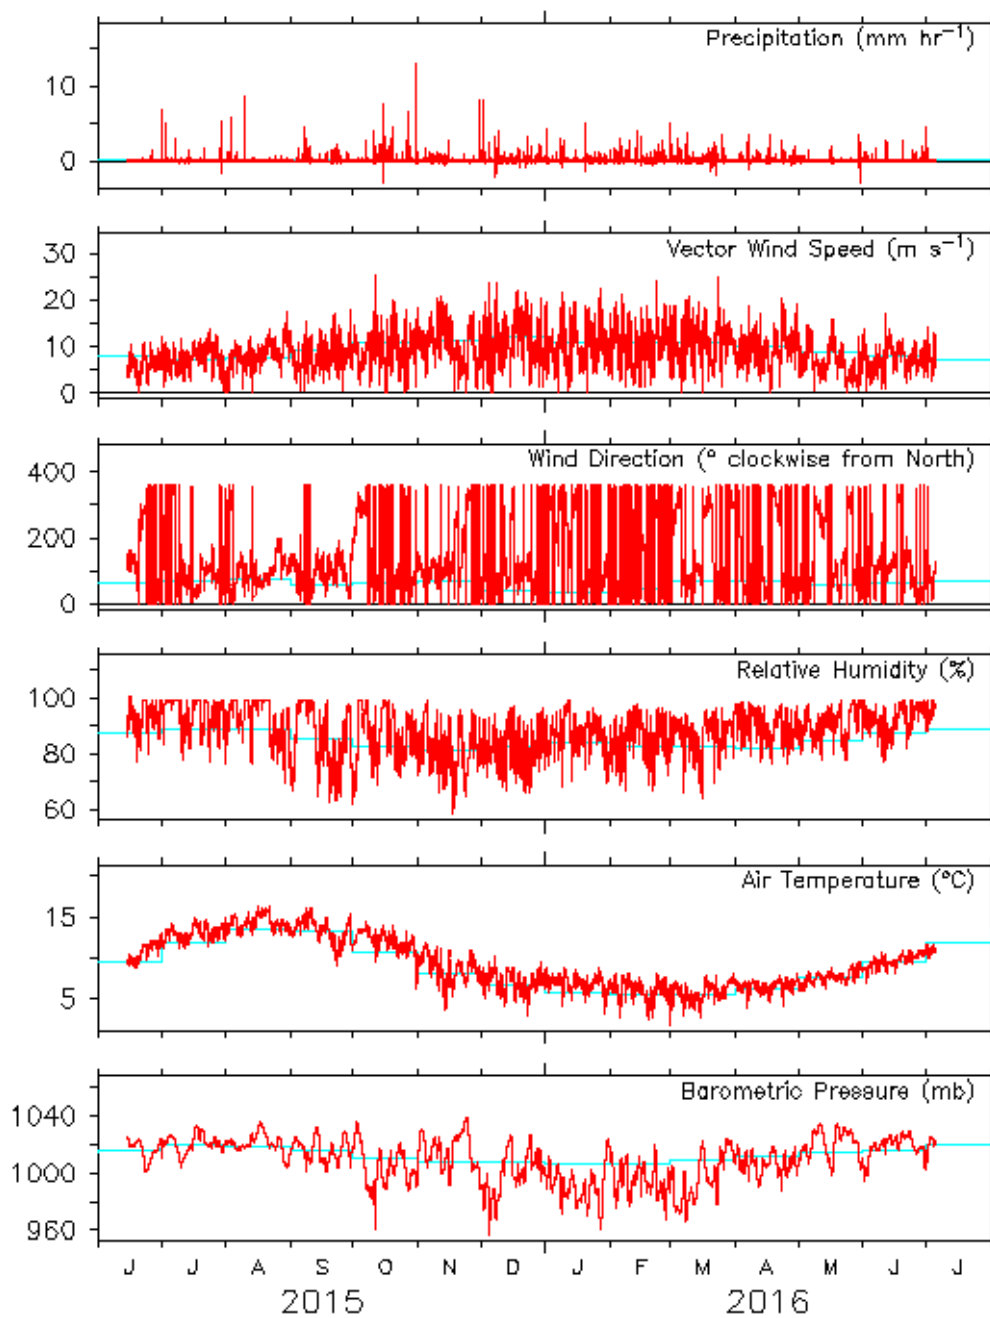 Precipitation (mm hr⁻¹)
10
0
Vector Wind Speed (m s⁻¹)
30
20
10
0
Wind Direction (° clockwise from North)
400
200
0
Relative Humidity (%)
100
80
60
Air Temperature (°C)
15
5
Barometric Pressure (mb)
1040
1000
960
J J A S O N D J F M A M J J
2015 2016